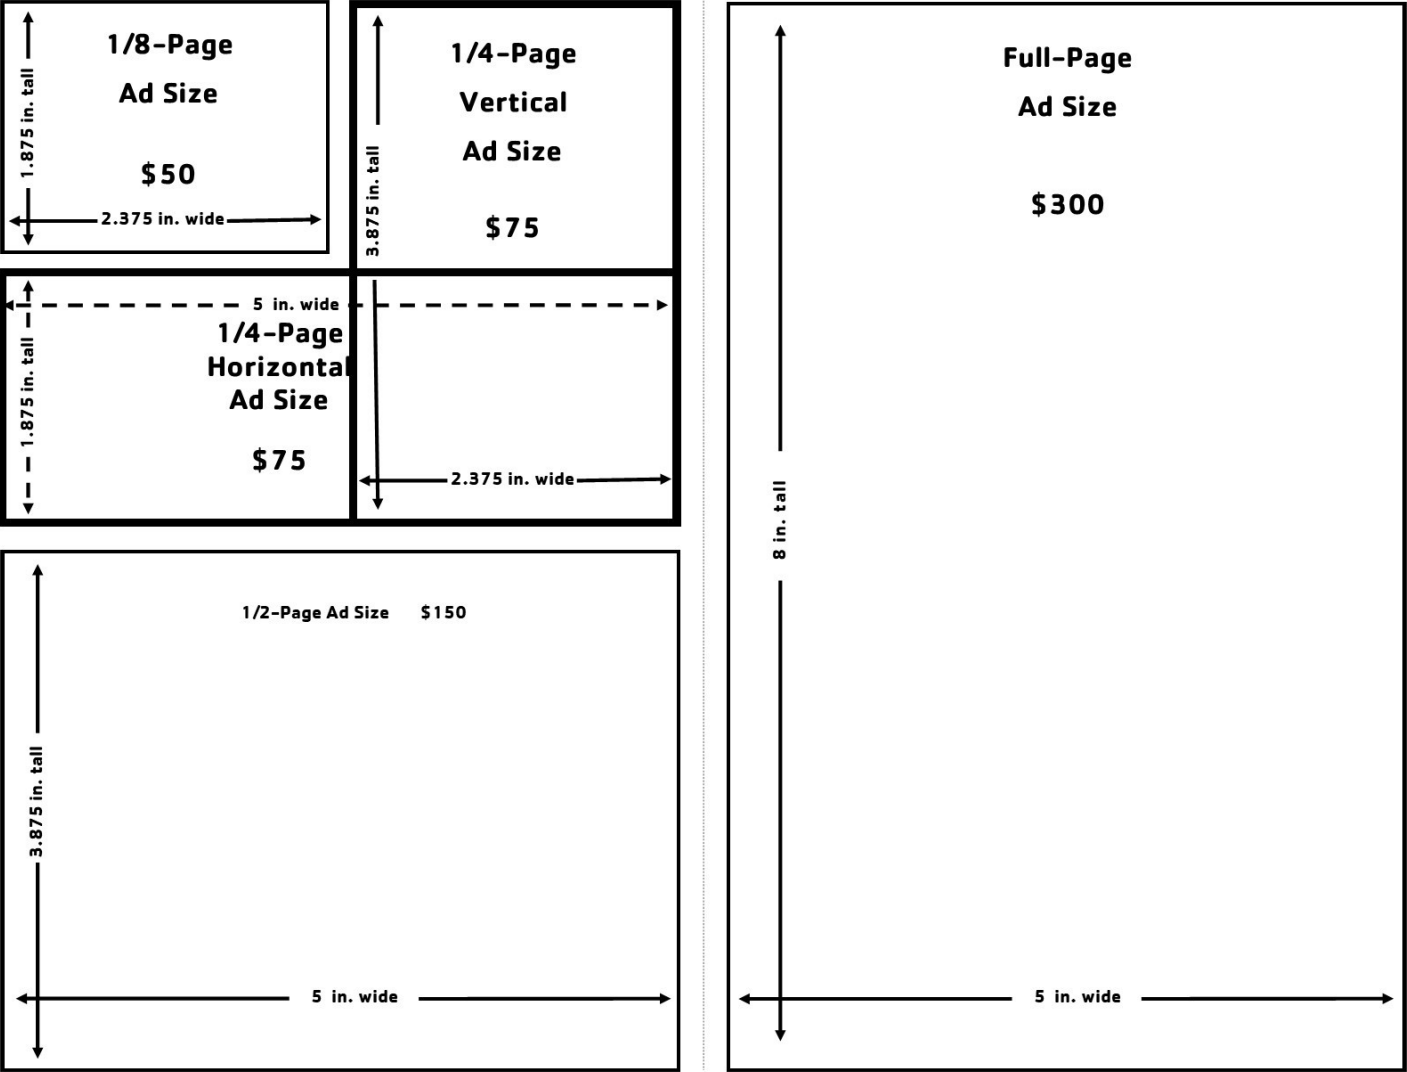 1/8-Page
Ad Size
$50
1.875 in. tall
2.375 in. wide
1/4-Page
Vertical
Ad Size
$75
3.875 in. tall
2.375 in. wide
5 in. wide
1/4-Page
Horizontal
Ad Size
$75
1.875 in. tall
1/2-Page Ad Size $150
3.875 in. tall
5 in. wide
Full-Page
Ad Size
$300
8 in. tall
5 in. wide